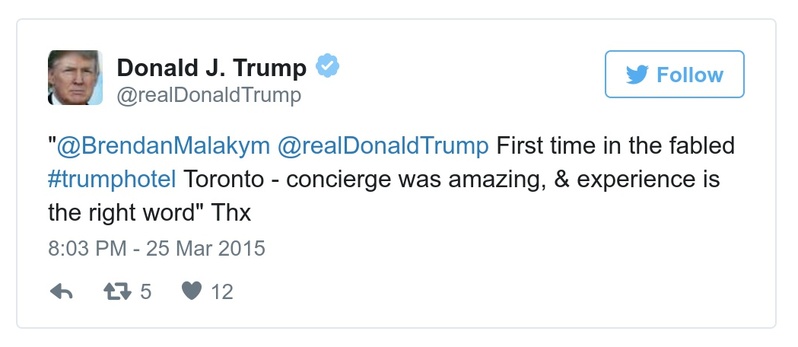 Donald J. Trump
@realDonaldTrump
Follow
"@BrendanMalakym @realDonaldTrump First time in the fabled
#trumphotel Toronto - concierge was amazing, & experience is
the right word" Thx
8:03 PM - 25 Mar 2015
5 12